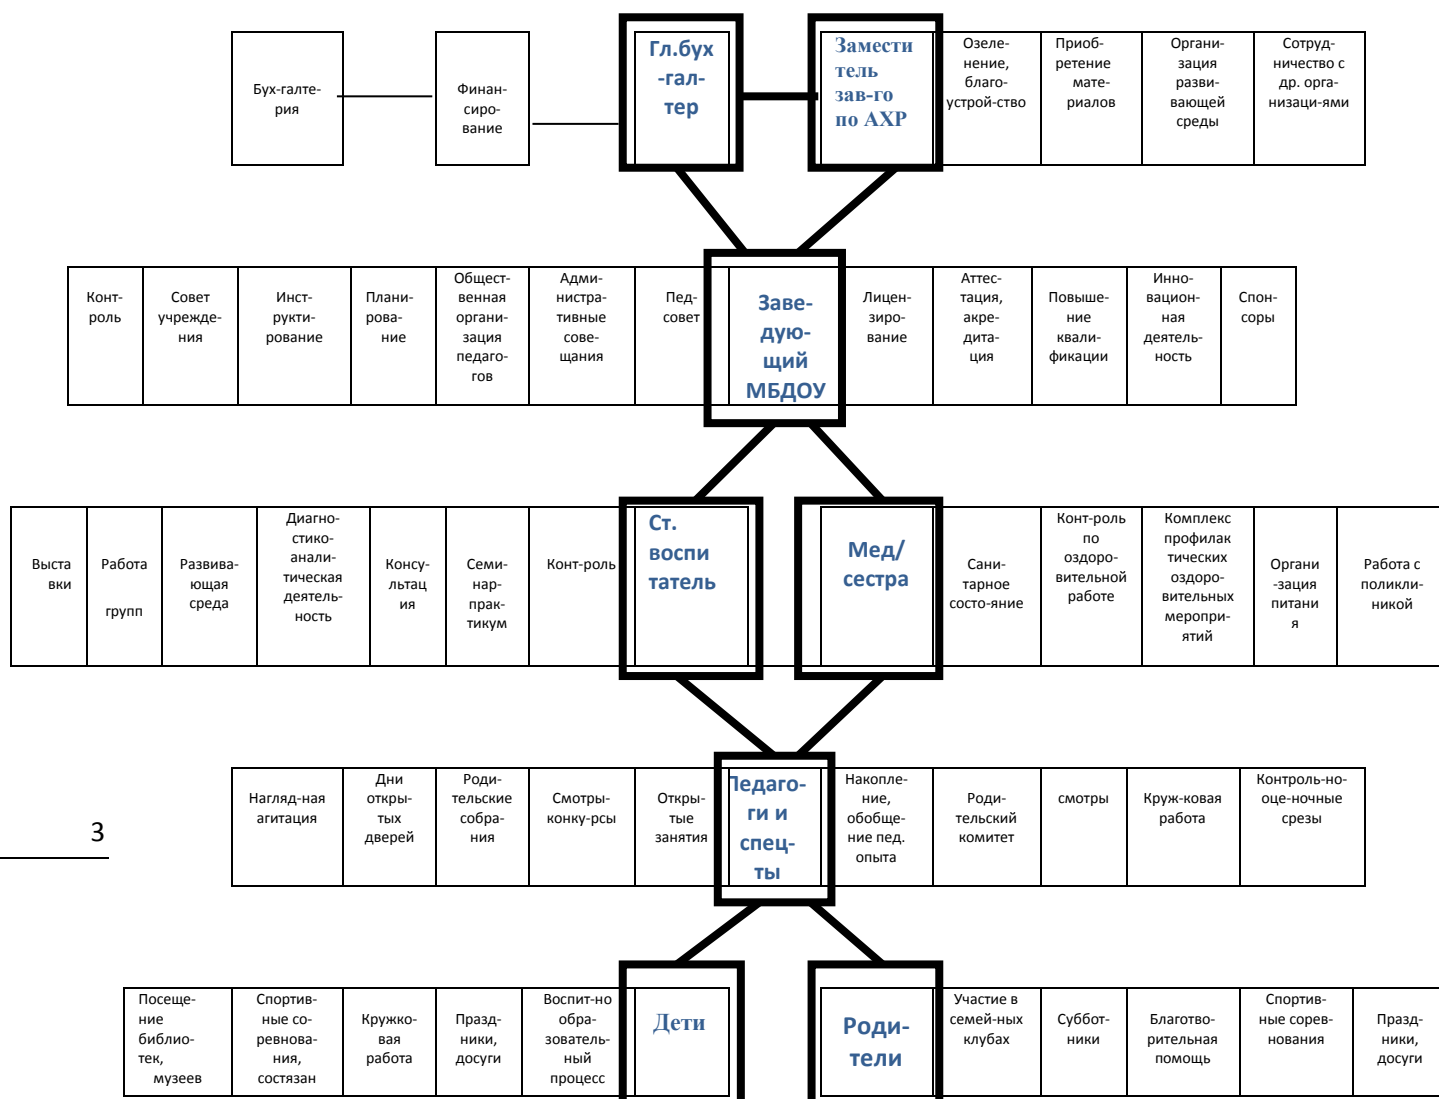 Бух-галте-
рия
Финан-
сиро-
вание
Гл.бух
-гал-
тер
Замести
тель
зав-го
по АХР
Озеле-
нение,
благо-
устрой-ство
Приоб-
ретение
мате-
риалов
Органи-
зация
разви-
вающей
среды
Сотруд-
ничество с
др. орга-
низаци-ями
Конт-
роль
Совет
учрежде-
ния
Инст-
рукти-
рование
Плани-
рова-
ние
Общест-
венная
органи-
зация
педаго-
гов
Адми-
нистра-
тивные
сове-
щания
Пед-
совет
Заве-
дую-
щий
МБДОУ
Лицен-
зиро-
вание
Аттес-
тация,
акре-
дита-
ция
Повыше-
ние
квали-
фикации
Инно-
вацион-
ная
деятель-
ность
Спон-
соры
Выста
вки
Работа
групп
Развива-
ющая
среда
Диагно-
стико-
анали-
тическая
деятель-
ность
Консу-
льтац
ия
Семи-
нар-
прак-
тикум
Конт-роль
Ст.
воспи
татель
Мед/
сестра
Сани-
тарное
состо-яние
Конт-роль
по
оздоро-
вительной
работе
Комплекс
профилак
тических
оздоро-
вительных
меропри-
ятий
Органи
-зация
питани
я
Работа с
поликли-
никой
Нагляд-ная
агитация
Дни
откры-
тых
дверей
Роди-
тельские
собра-
ния
Смотры-
конку-рсы
Откры-
тые
занятия
Педаго-
ги и
спец-
ты
Накопле-
ние,
обобще-
ние пед.
опыта
Роди-
тельский
комитет
смотры
Круж-ковая
работа
Контроль-но-
оце-ночные
срезы
3
Посеще-
ние
библио-
тек,
музеев
Спортив-
ные со-
ревнова-
ния,
состязан
Кружко-
вая
работа
Празд-
ники,
досуги
Воспит-но
обра-
зователь-
ный
процесс
Дети
Роди-
тели
Участие в
семей-ных
клубах
Суббот-
ники
Благотво-
рительная
помощь
Спортив-
ные сорев-
нования
Празд-
ники,
досуги